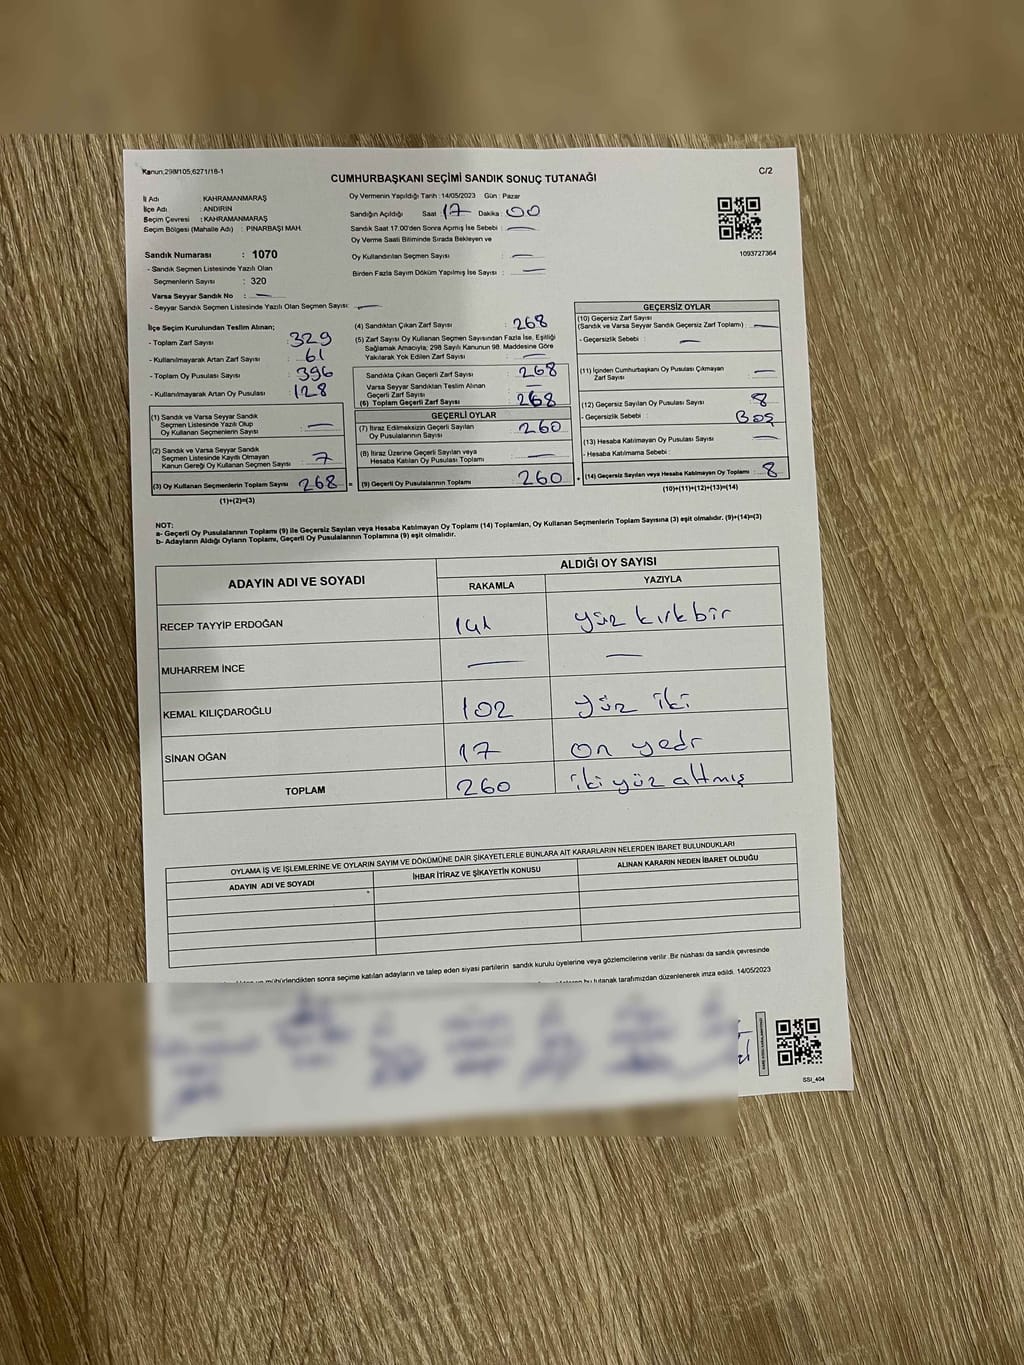 Kanun;298/105,6271/16-1
CUMHURBAŞKANI SEÇİMİ SANDIK SONUÇ TUTANAĞI
C/2
İl Adı : KAHRAMANMARAŞ
İlçe Adı : ANDIRIN
Seçim Çevresi : KAHRAMANMARAŞ
Seçim Bölgesi (Mahalle Adı) : PINARBAŞI MAH.
Oy Vermenin Yapıldığı Tarih :14/05/2023 Gün : Pazar
Sandığın Açıldığı Saat 17 Dakika : 00
Sandık Saat 17.00'den Sonra Açımış İse Sebebi : —
Oy Verme Saati Bitiminde Sırada Bekleyen ve
Oy Kullandırılan Seçmen Sayısı : —
Birden Fazla Sayım Döküm Yapılmış İse Sayısı : —
1093727364
Sandık Numarası : 1070
- Sandık Seçmen Listesinde Yazılı Olan
Seçmenlerin Sayısı : 320
Varsa Seyyar Sandık No : —
- Seyyar Sandık Seçmen Listesinde Yazılı Olan Seçmen Sayısı: —
İlçe Seçim Kurulundan Teslim Alınan;
- Toplam Zarf Sayısı : 329
- Kullanılmayarak Artan Zarf Sayısı : 61
- Toplam Oy Pusulası Sayısı : 396
- Kullanılmayarak Artan Oy Pusulası : 128
(1) Sandık ve Varsa Seyyar Sandık
Seçmen Listesinde Yazılı Olup
Oy Kullanan Seçmenlerin Sayısı : —
(2) Sandık ve Varsa Seyyar Sandık
Seçmen Listesinde Kayıtlı Olmayan
Kanun Gereği Oy Kullanan Seçmen Sayısı : 7
(3) Oy Kullanan Seçmenlerin Toplam Sayısı : 268 =
(1)+(2)=(3)
(4) Sandıktan Çıkan Zarf Sayısı : 268
(5) Zarf Sayısı Oy Kullanan Seçmen Sayısından Fazla İse, Eşitliği
Sağlamak Amacıyla; 298 Sayılı Kanunun 98. Maddesine Göre
Yakılarak Yok Edilen Zarf Sayısı : —
Sandıkta Çıkan Geçerli Zarf Sayısı : 268
Varsa Seyyar Sandıktan Teslim Alınan
Geçerli Zarf Sayısı : —
(6) Toplam Geçerli Zarf Sayısı : 268
GEÇERLİ OYLAR
(7) İtiraz Edilmeksizin Geçerli Sayılan
Oy Pusulalarının Sayısı : 260
(8) İtiraz Üzerine Geçerli Sayılan veya
Hesaba Katılan Oy Pusulası Toplamı : —
(9) Geçerli Oy Pusulalarının Toplamı : 260 +
GEÇERSİZ OYLAR
(10) Geçersiz Zarf Sayısı
(Sandık ve Varsa Seyyar Sandık Geçersiz Zarf Toplamı) : —
- Geçersizlik Sebebi : —
(11) İçinden Cumhurbaşkanı Oy Pusulası Çıkmayan
Zarf Sayısı : —
(12) Geçersiz Sayılan Oy Pusulası Sayısı : 8
- Geçersizlik Sebebi : Boş
(13) Hesaba Katılmayan Oy Pusulası Sayısı : —
- Hesaba Katılmama Sebebi :
(14) Geçersiz Sayılan veya Hesaba Katılmayan Oy Toplamı : 8
(10)+(11)+(12)+(13)=(14)
NOT:
a- Geçerli Oy Pusulalarının Toplamı (9) ile Geçersiz Sayılan veya Hesaba Katılmayan Oy Toplamı (14) Toplamları, Oy Kullanan Seçmenlerin Toplam Sayısına (3) eşit olmalıdır. (9)+(14)=(3)
b- Adayların Aldığı Oyların Toplamı, Geçerli Oy Pusulalarının Toplamına (9) eşit olmalıdır.
ADAYIN ADI VE SOYADI ALDIĞI OY SAYISI
RAKAMLA YAZIYLA
RECEP TAYYİP ERDOĞAN 141 yüz kırkbir
MUHARREM İNCE — —
KEMAL KILIÇDAROĞLU 102 yüz iki
SİNAN OĞAN 17 on yedi
TOPLAM 260 iki yüz altmış
OYLAMA İŞ VE İŞLEMLERİNE VE OYLARIN SAYIM VE DÖKÜMÜNE DAİR ŞİKAYETLERLE BUNLARA AİT KARARLARIN NELERDEN İBARET BULUNDUKLARI
ADAYIN ADI VE SOYADI İHBAR İTİRAZ VE ŞİKAYETİN KONUSU ALINAN KARARIN NEDEN İBARET OLDUĞU
mühürlendikten sonra seçime katılan adayların ve talep eden siyasi partilerin sandık kurulu üyelerine veya gözlemcilerine verilir. Bir nüshası da sandık çevresinde
bu tutanak tarafımızdan düzenlenerek imza edildi. 14/05/2023
SSİ_404